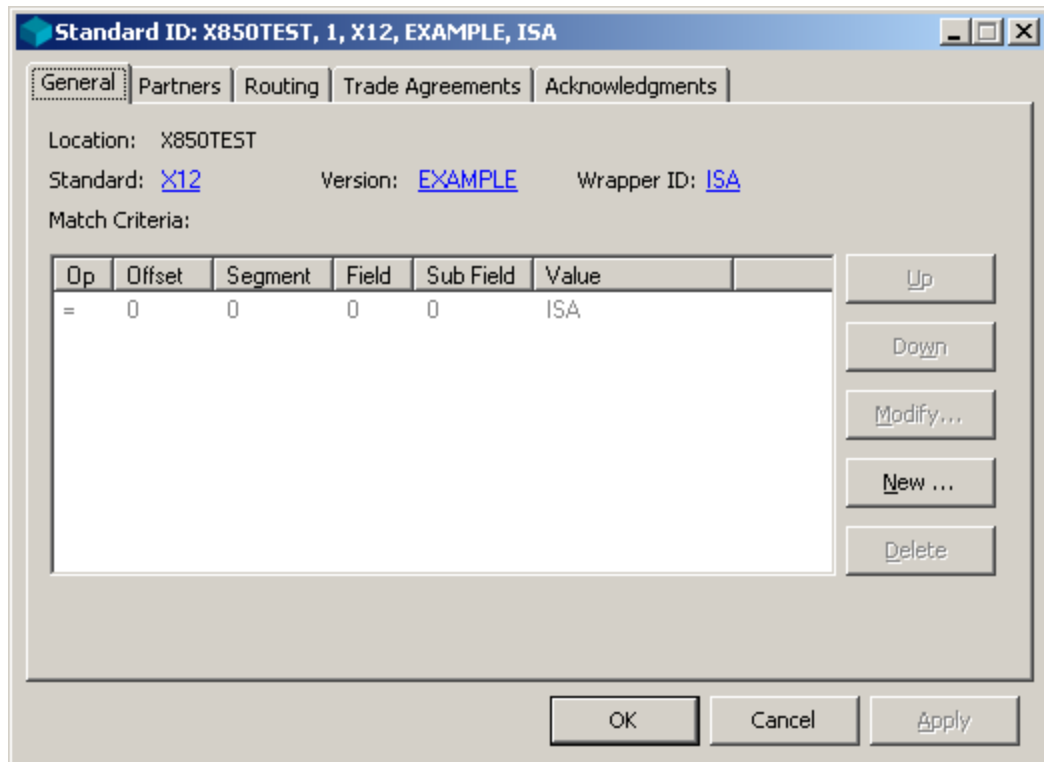 Standard ID: X850TEST, 1, X12, EXAMPLE, ISA
General Partners Routing Trade Agreements Acknowledgments
Location: X850TEST
Standard: X12 Version: EXAMPLE Wrapper ID: ISA
Match Criteria:
Op Offset Segment Field Sub Field Value
= 0 0 0 0 ISA
Up
Down
Modify...
New ...
Delete
OK Cancel Apply